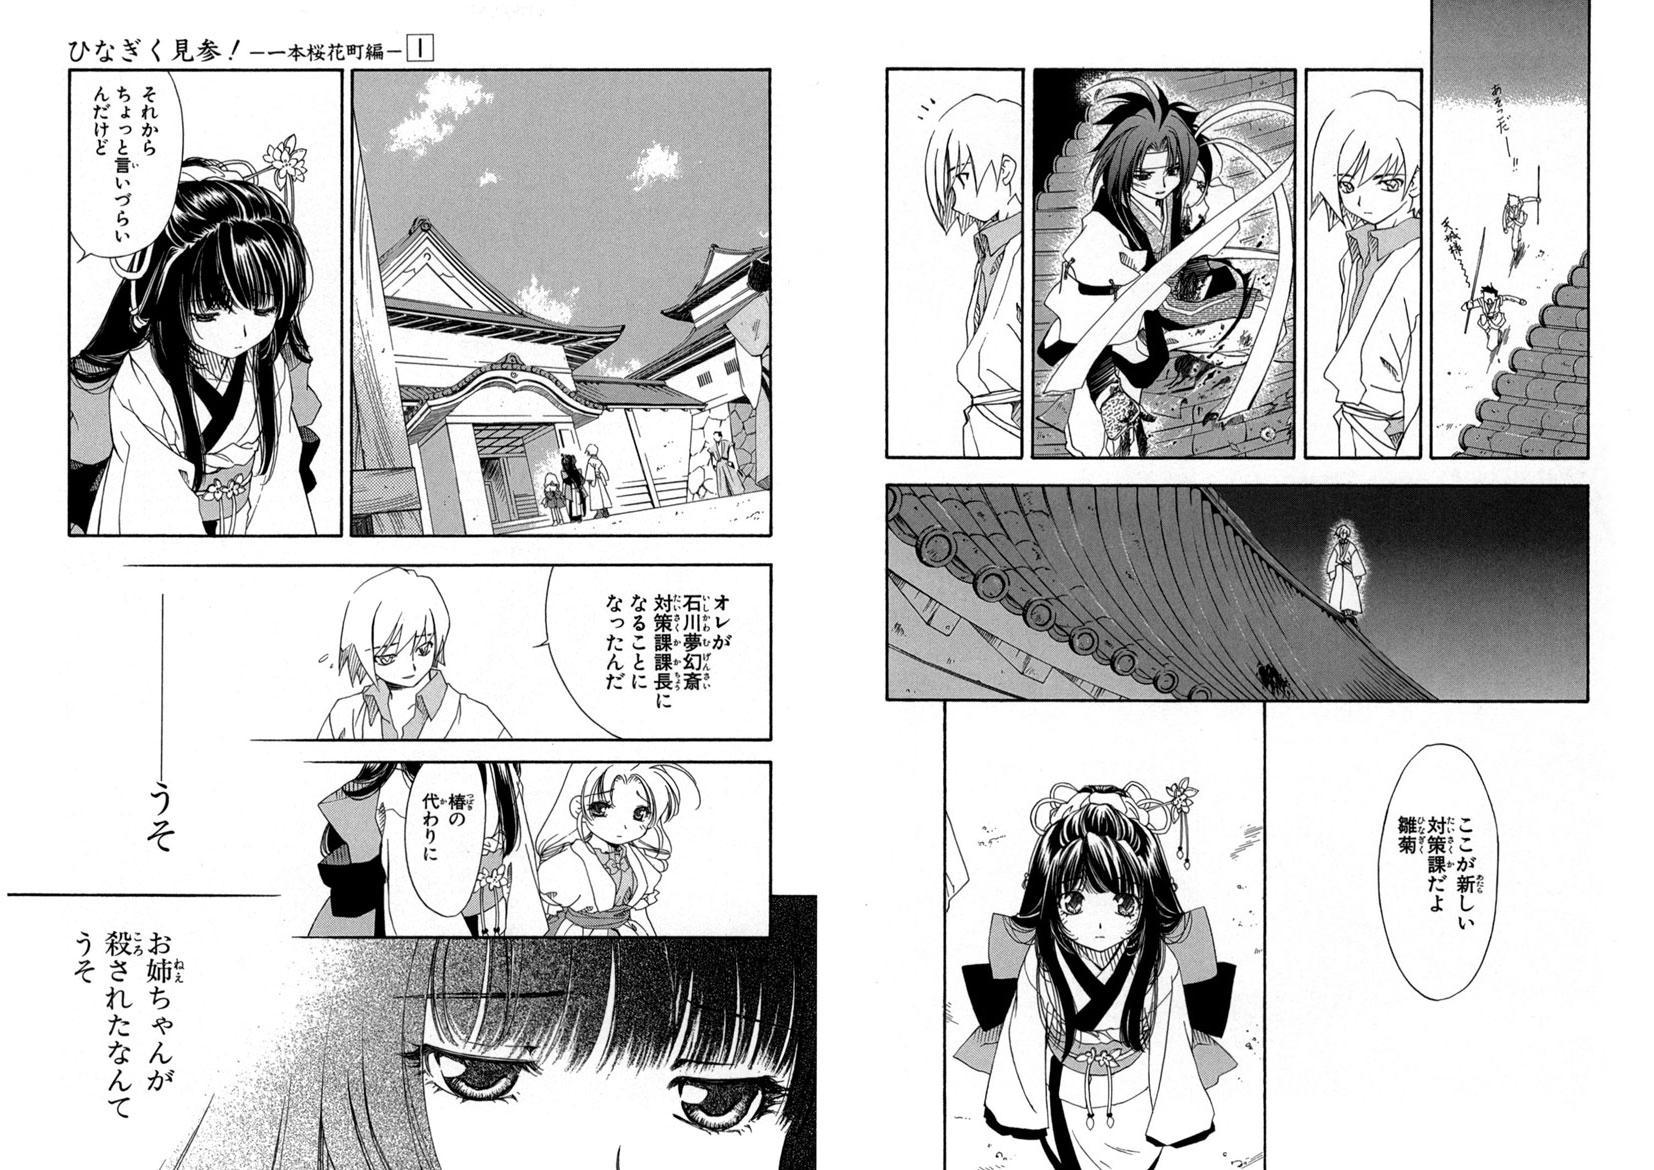 あそこだーっ!!
天城様〜っ
ここが新しい
対策課だよ
雛菊
ひなぎく見参！ －一本桜花町編－ 1
それから
ちょっと言いづらい
んだけど
オレが
石川夢幻斎
対策課課長に
なることに
なったんだ
椿の
代わりに
──うそ
お姉ちゃんが
殺されたなんて
うそ